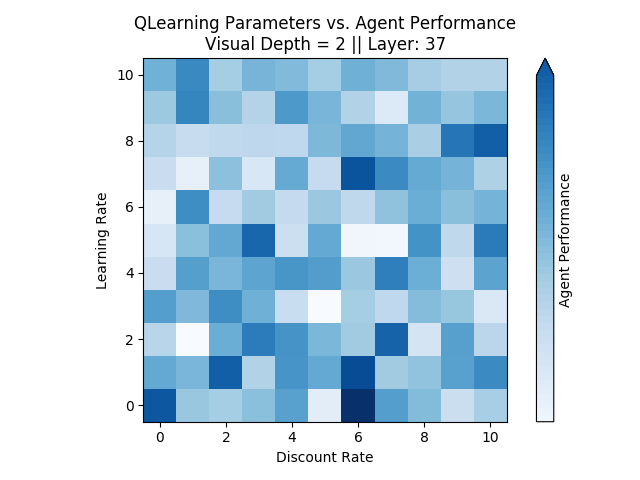 QLearning Parameters vs. Agent Performance
Visual Depth = 2 || Layer: 37
10
8
6
4
2
0
Learning Rate
0 2 4 6 8 10
Discount Rate
Agent Performance